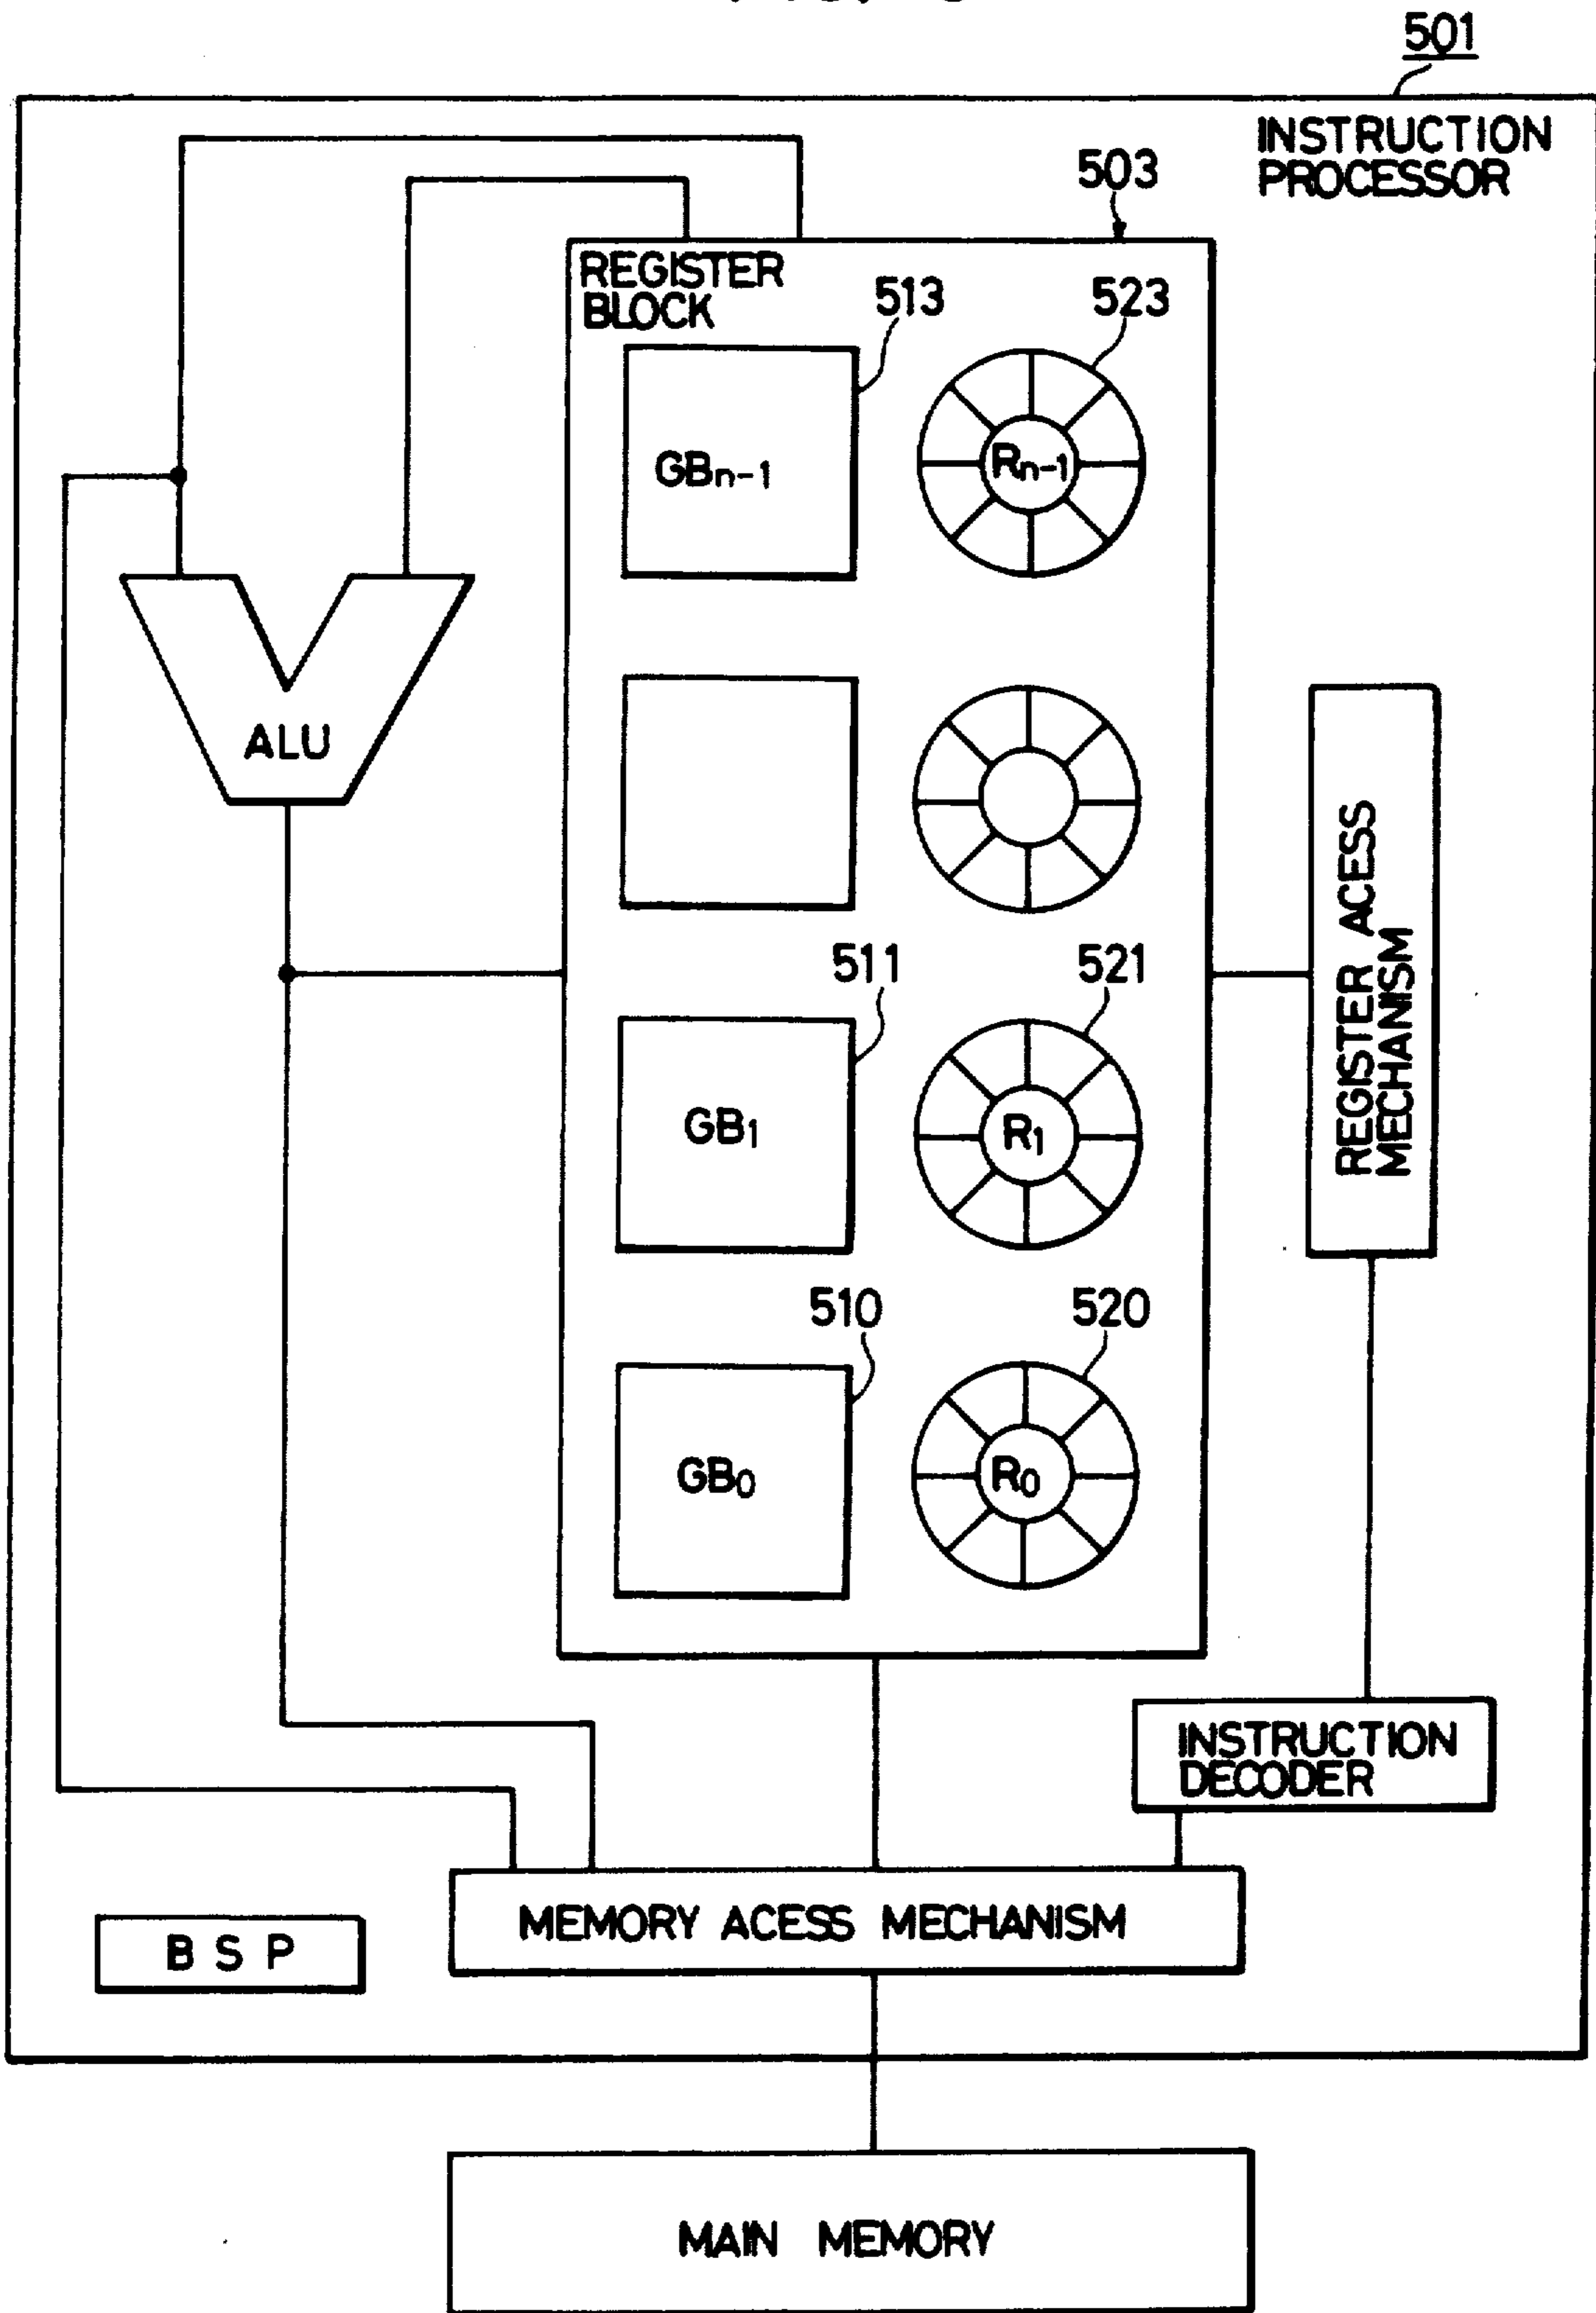 501
INSTRUCTION
PROCESSOR
503
REGISTER
BLOCK
513
523
GBn-1
Rn-1
ALU
REGISTER ACESS
MECHANISM
511
521
GB1
R1
510
520
GB0
R0
INSTRUCTION
DECODER
MEMORY ACESS MECHANISM
B S P
MAIN MEMORY